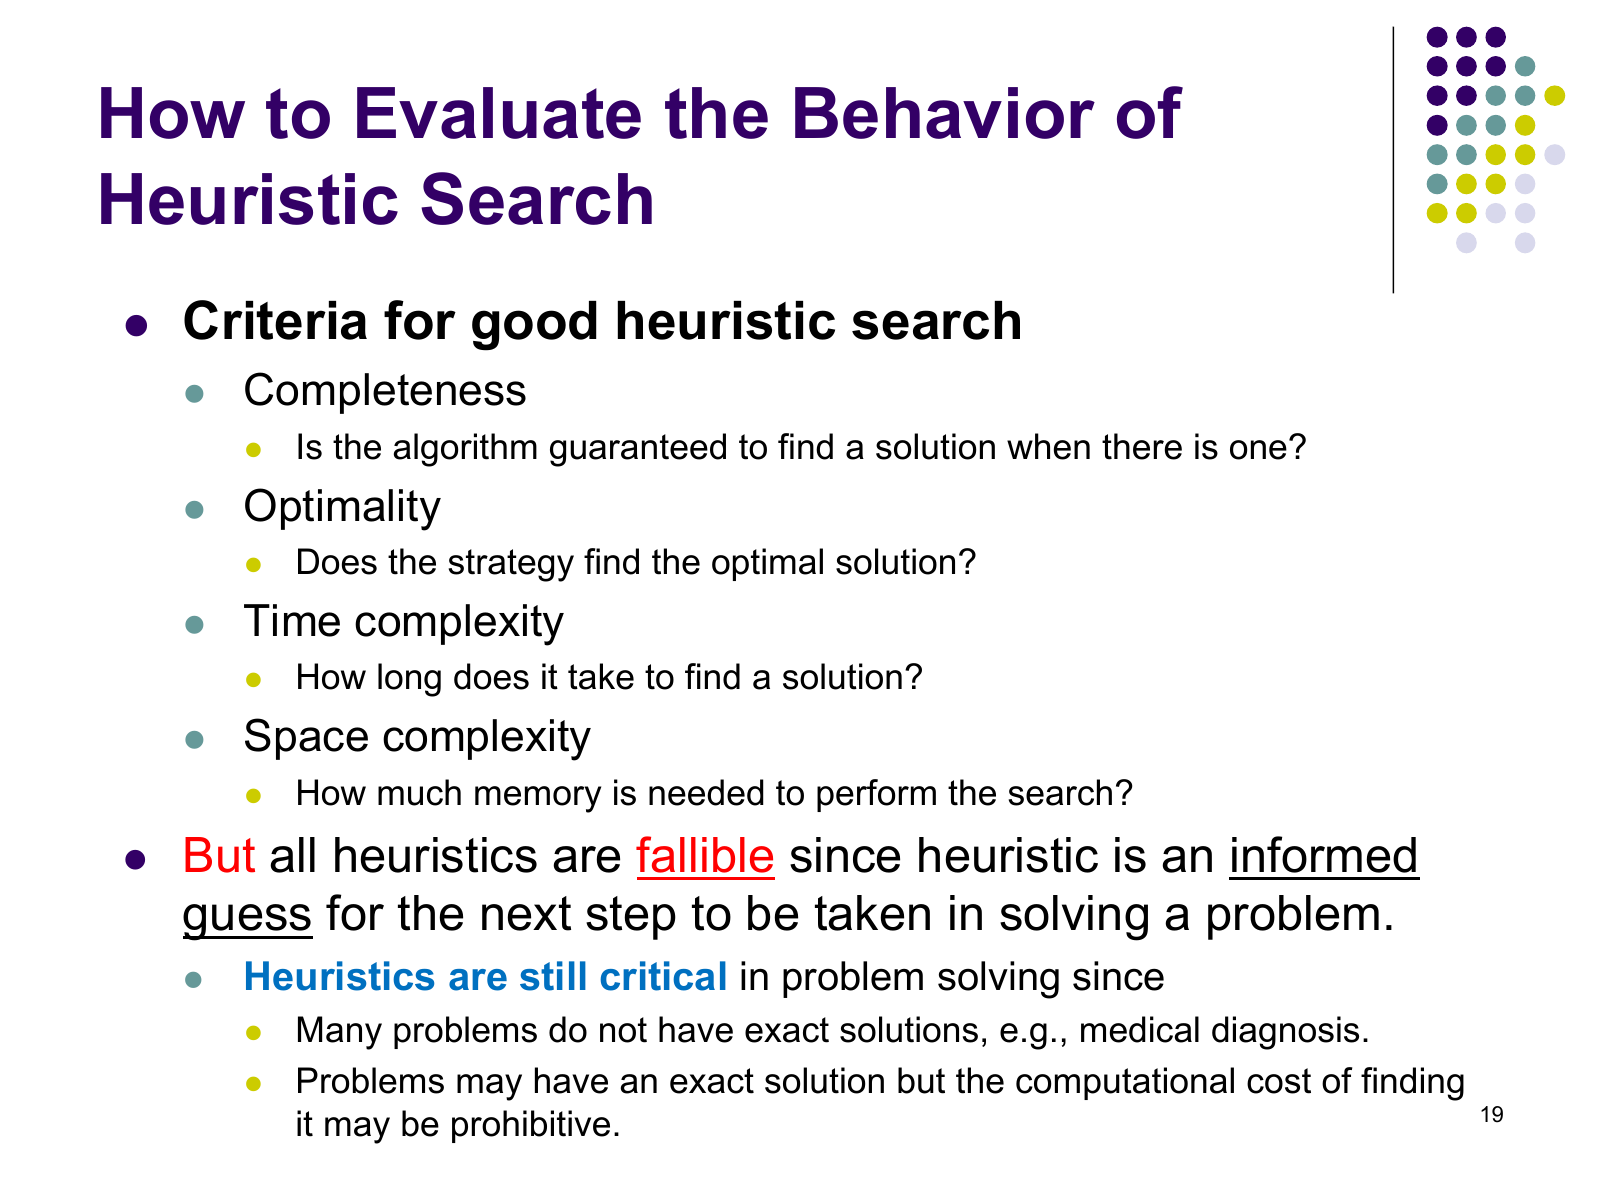 How to Evaluate the Behavior of
Heuristic Search
Criteria for good heuristic search
Completeness
Is the algorithm guaranteed to find a solution when there is one?
Optimality
Does the strategy find the optimal solution?
Time complexity
How long does it take to find a solution?
Space complexity
How much memory is needed to perform the search?
But all heuristics are fallible since heuristic is an informed
guess for the next step to be taken in solving a problem.
Heuristics are still critical in problem solving since
Many problems do not have exact solutions, e.g., medical diagnosis.
Problems may have an exact solution but the computational cost of finding
it may be prohibitive.
19